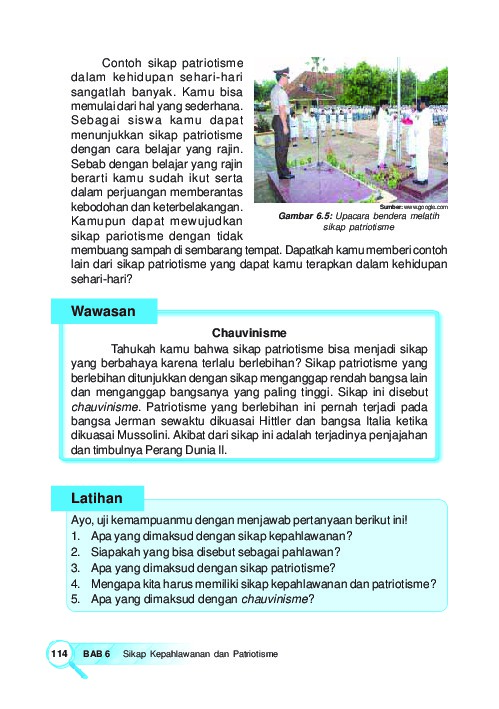 Contoh sikap patriotisme
dalam kehidupan sehari-hari
sangatlah banyak. Kamu bisa
memulai dari hal yang sederhana.
Sebagai siswa kamu dapat
menunjukkan sikap patriotisme
dengan cara belajar yang rajin.
Sebab dengan belajar yang rajin
berarti kamu sudah ikut serta
dalam perjuangan memberantas
kebodohan dan keterbelakangan.
Kamupun dapat mewujudkan
sikap pariotisme dengan tidak
membuang sampah di sembarang tempat. Dapatkah kamu memberi contoh
lain dari sikap patriotisme yang dapat kamu terapkan dalam kehidupan
sehari-hari?
Sumber: www.google.com
Gambar 6.5: Upacara bendera melatih
sikap patriotisme
Wawasan
Chauvinisme
Tahukah kamu bahwa sikap patriotisme bisa menjadi sikap
yang berbahaya karena terlalu berlebihan? Sikap patriotisme yang
berlebihan ditunjukkan dengan sikap menganggap rendah bangsa lain
dan menganggap bangsanya yang paling tinggi. Sikap ini disebut
chauvinisme. Patriotisme yang berlebihan ini pernah terjadi pada
bangsa Jerman sewaktu dikuasai Hittler dan bangsa Italia ketika
dikuasai Mussolini. Akibat dari sikap ini adalah terjadinya penjajahan
dan timbulnya Perang Dunia II.
Latihan
Ayo, uji kemampuanmu dengan menjawab pertanyaan berikut ini!
1. Apa yang dimaksud dengan sikap kepahlawanan?
2. Siapakah yang bisa disebut sebagai pahlawan?
3. Apa yang dimaksud dengan sikap patriotisme?
4. Mengapa kita harus memiliki sikap kepahlawanan dan patriotisme?
5. Apa yang dimaksud dengan chauvinisme?
114 BAB 6 Sikap Kepahlawanan dan Patriotisme